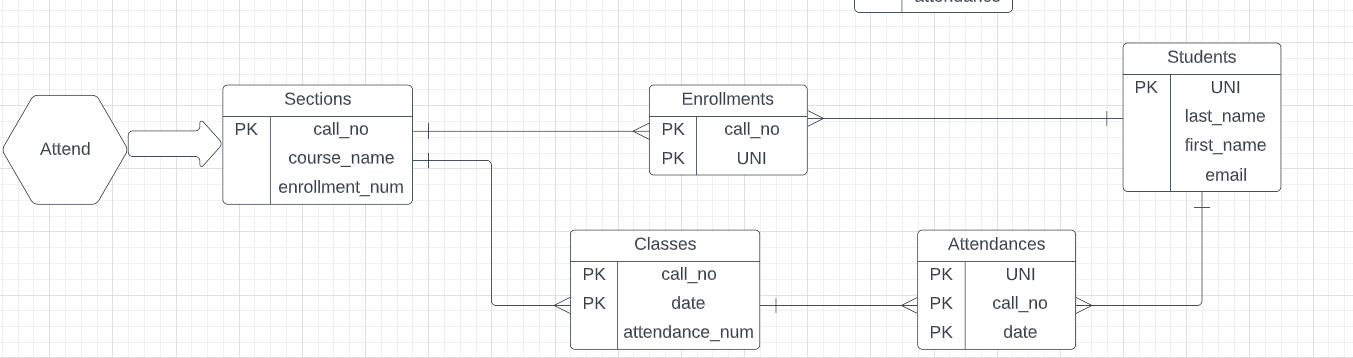 attendances
Attend
Sections
PK call_no
course_name
enrollment_num
Enrollments
PK call_no
PK UNI
Students
PK UNI
last_name
first_name
email
Classes
PK call_no
PK date
attendance_num
Attendances
PK UNI
PK call_no
PK date